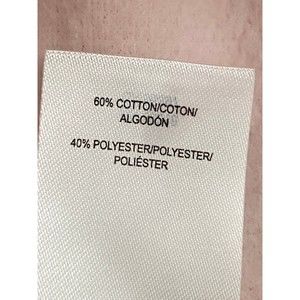 60% COTTON/COTON/
ALGODÓN
40% POLYESTER/POLYESTER/
POLIÉSTER